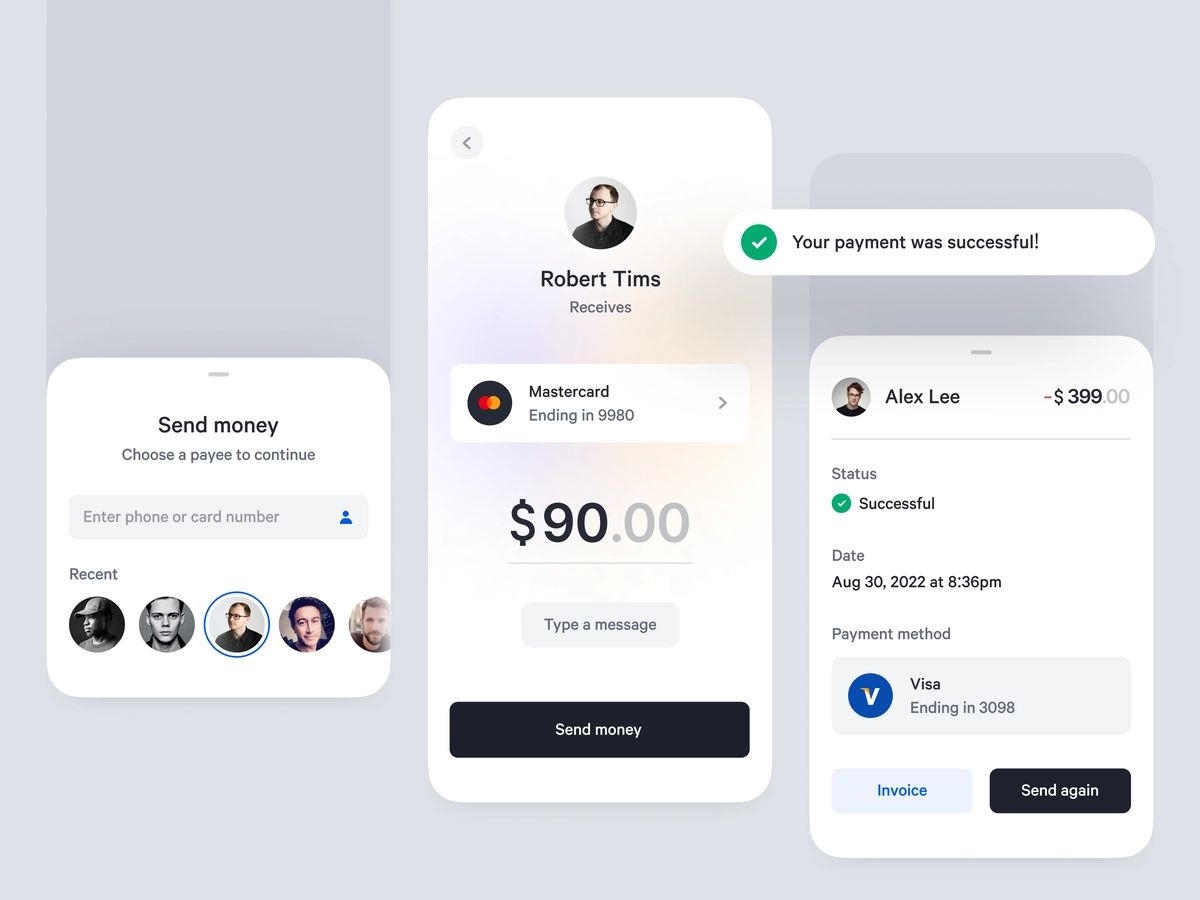 Send money
Choose a payee to continue
Enter phone or card number
Recent
Robert Tims
Receives
Mastercard
Ending in 9980
$90.00
Type a message
Send money
Your payment was successful!
Alex Lee
-$399.00
Status
Successful
Date
Aug 30, 2022 at 8:36pm
Payment method
V
Visa
Ending in 3098
Invoice
Send again